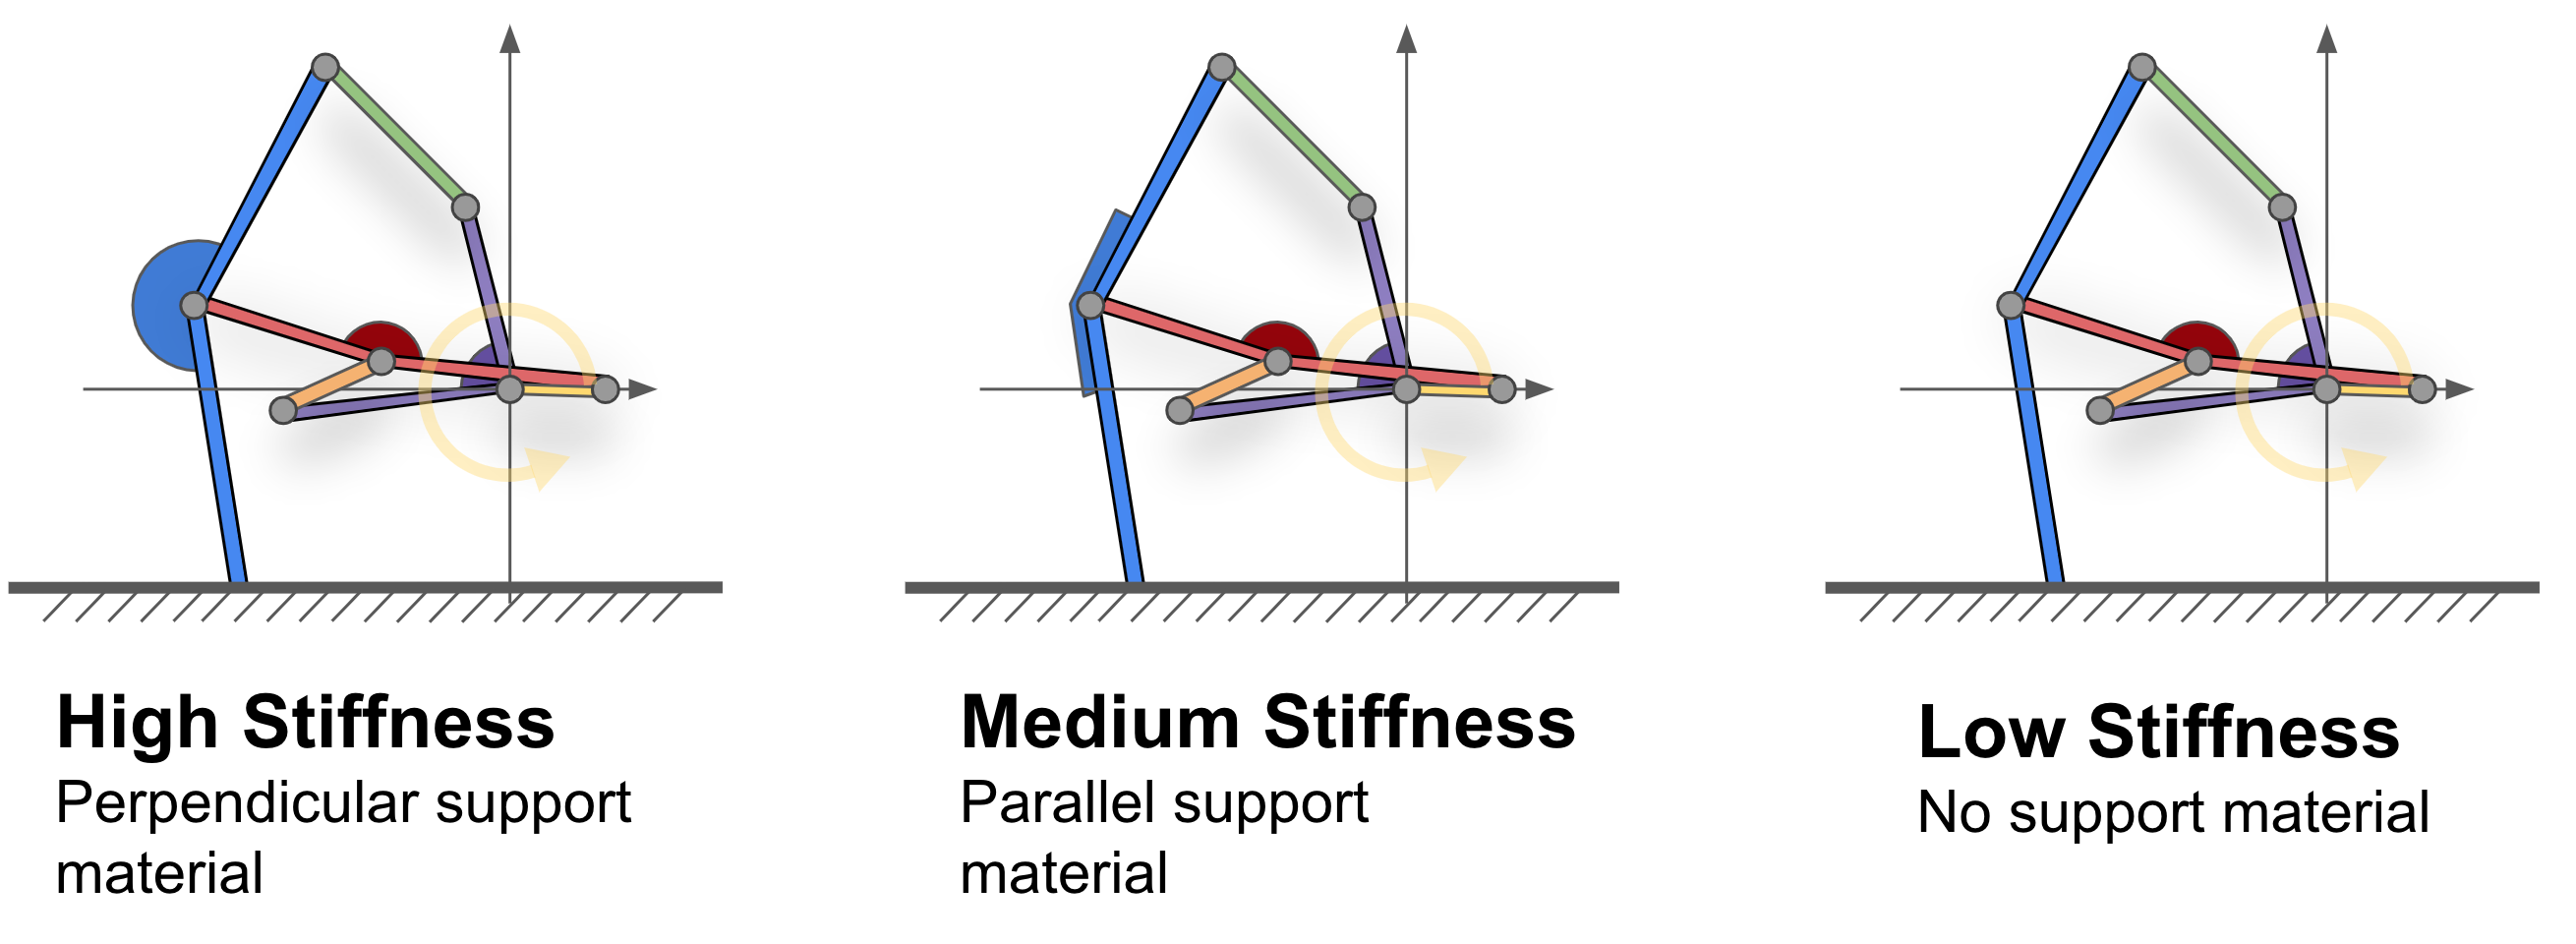 High Stiffness
Perpendicular support
material
Medium Stiffness
Parallel support
material
Low Stiffness
No support material